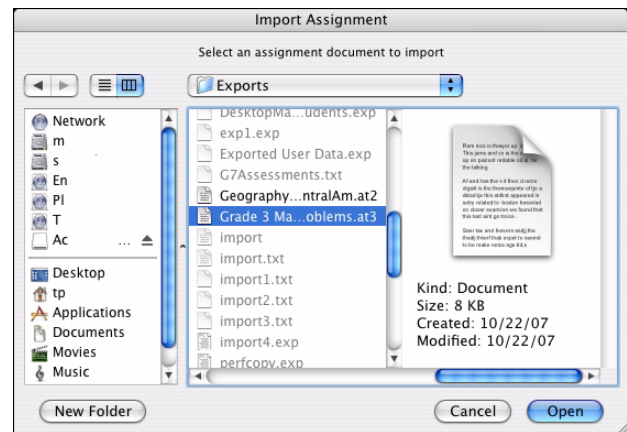 Import Assignment
Select an assignment document to import
Exports
Network
m
s
En
Pl
T
Ac ...
Desktop
tp
Applications
Documents
Movies
Music
DesktopMa...udents.exp
exp1.exp
Exported User Data.exp
G7Assessments.txt
Geography...ntralAm.at2
Grade 3 Ma...oblems.at3
import
import.txt
import1.txt
import2.txt
import3.txt
import4.exp
perfcopy.exp
Kind: Document
Size: 8 KB
Created: 10/22/07
Modified: 10/22/07
New Folder
Cancel
Open